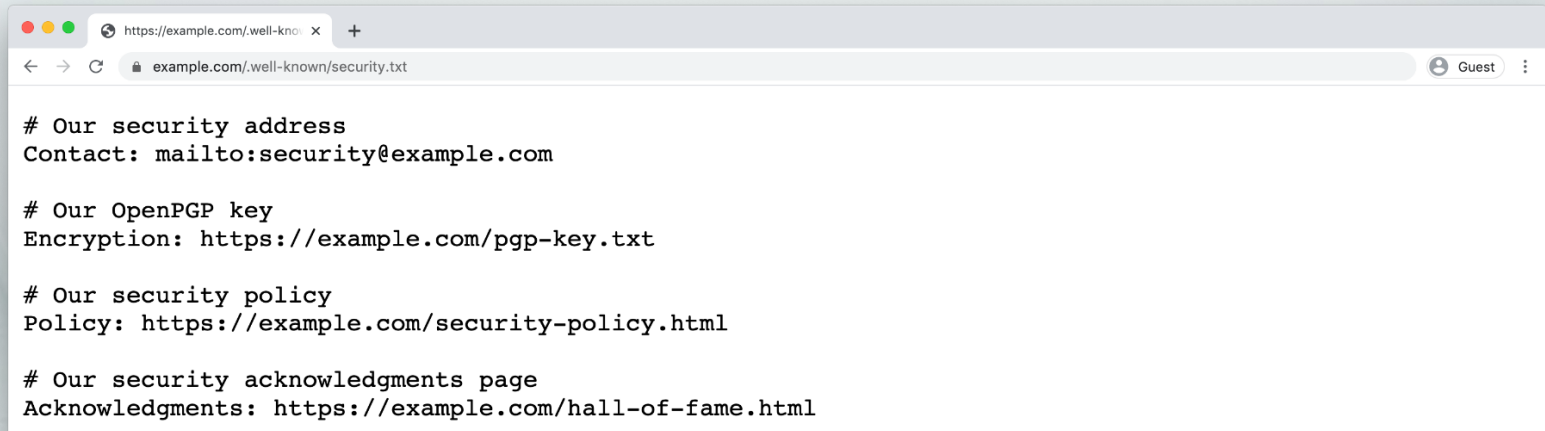 https://example.com/.well-know
example.com/.well-known/security.txt
Guest
# Our security address
Contact: mailto:security@example.com
# Our OpenPGP key
Encryption: https://example.com/pgp-key.txt
# Our security policy
Policy: https://example.com/security-policy.html
# Our security acknowledgments page
Acknowledgments: https://example.com/hall-of-fame.html